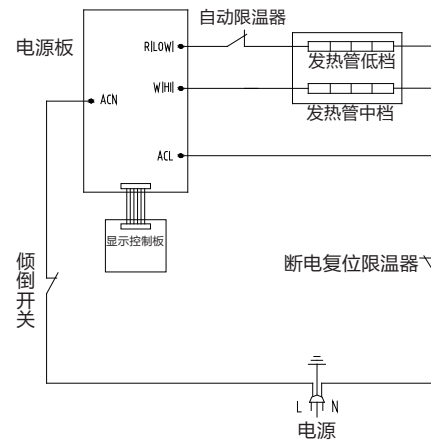 自动限温器
电源板
R|LOW|
发热管低档
W|HI|
ACN
发热管中档
ACL
显示控制板
倾倒开关
断电复位限温器
L N
电源